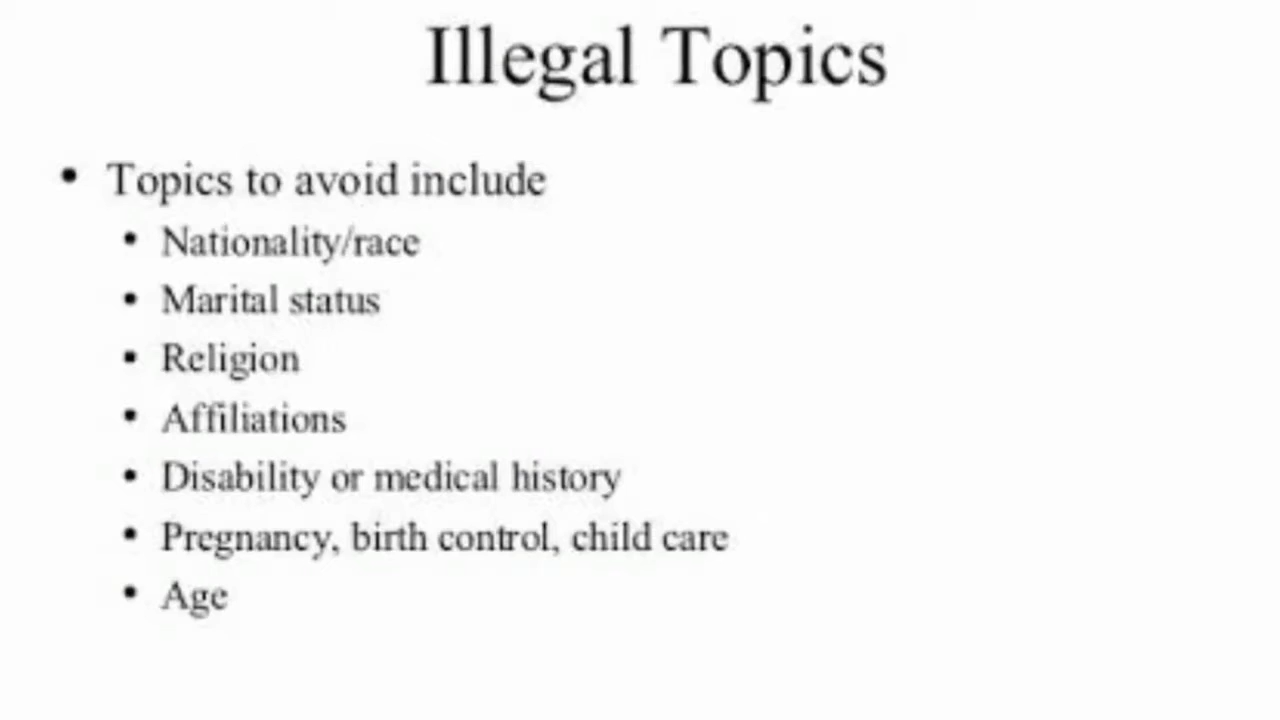 Illegal Topics
• Topics to avoid include
• Nationality/race
• Marital status
• Religion
• Affiliations
• Disability or medical history
• Pregnancy, birth control, child care
• Age